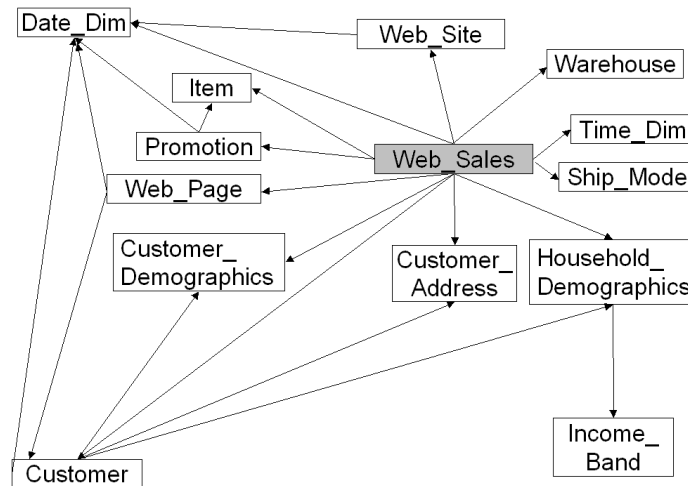 Date_Dim
Web_Site
Warehouse
Item
Time_Dim
Promotion
Web_Sales
Ship_Mode
Web_Page
Customer_
Demographics
Customer_
Address
Household_
Demographics
Income_
Band
Customer